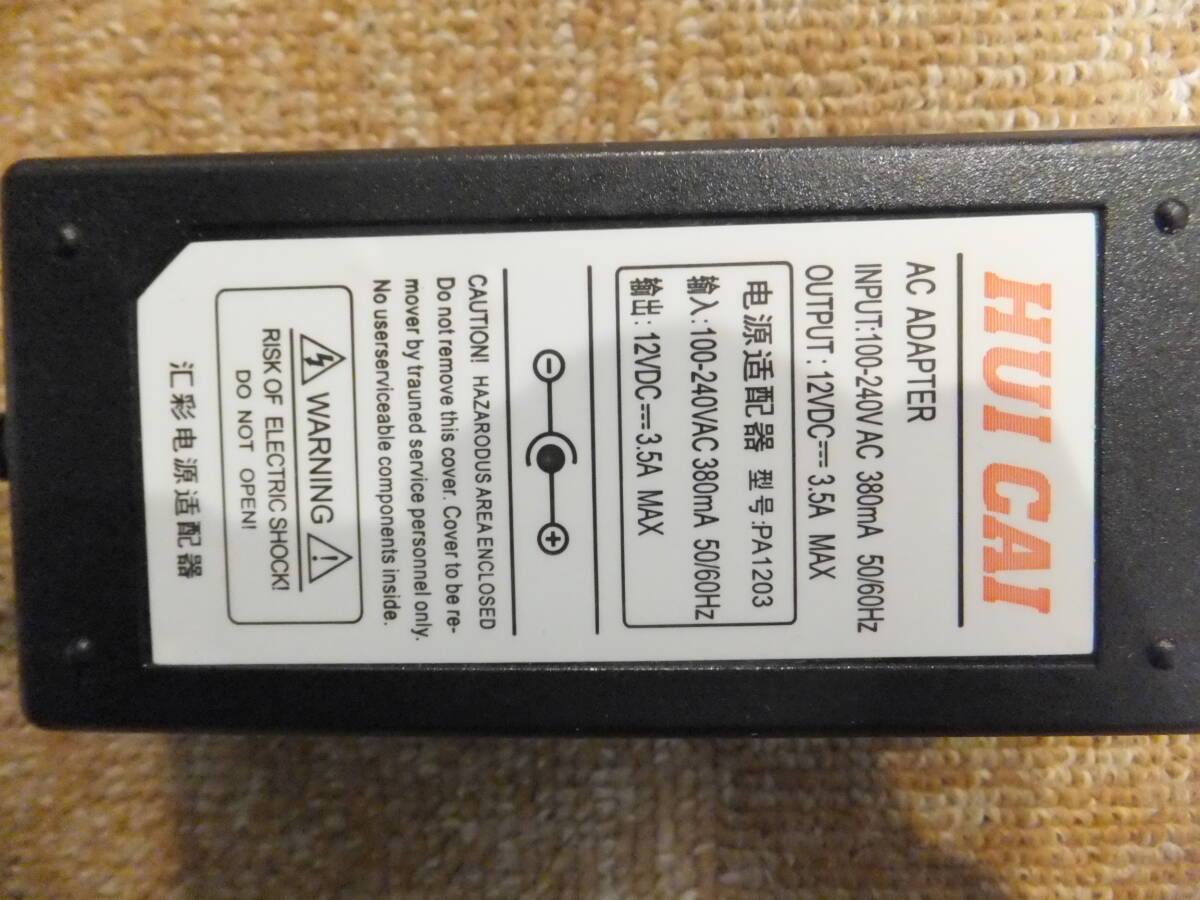 HUI CAI
AC ADAPTER
INPUT:100-240V AC 380mA 50/60Hz
OUTPUT: 12VDC⎓3.5A MAX
电源适配器 型号:PA1203
输入:100-240VAC 380mA 50/60Hz
输出: 12VDC⎓3.5A MAX
CAUTION! HAZARODUS AREA ENCLOSED
Do not remove this cover. Cover to be re-
mover by trauned service personnel only.
No userserviceable components inside.
WARNING
RISK OF ELECTRIC SHOCK!
DO NOT OPEN!
汇彩电源适配器